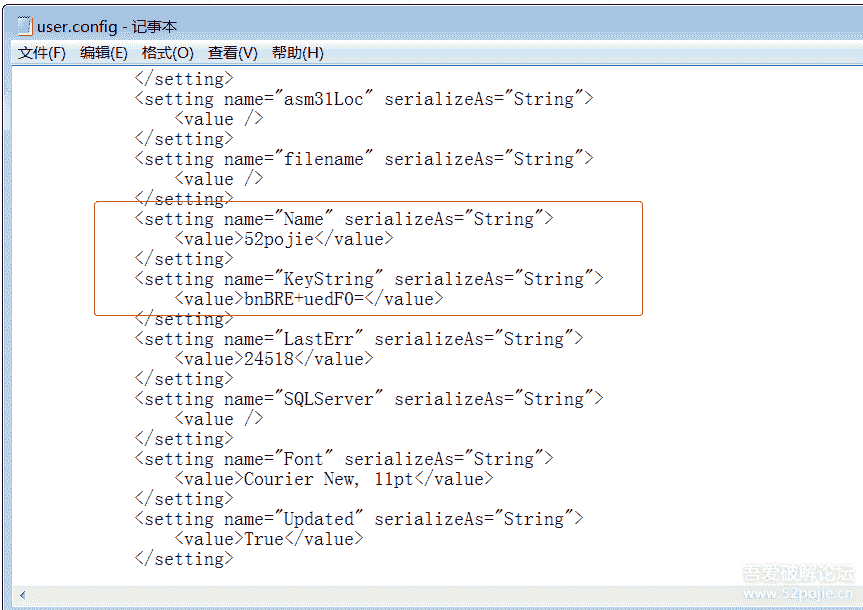 user.config - 记事本
文件(F) 编辑(E) 格式(O) 查看(V) 帮助(H)
</setting>
<setting name="asm31Loc" serializeAs="String">
<value />
</setting>
<setting name="filename" serializeAs="String">
<value />
</setting>
<setting name="Name" serializeAs="String">
<value>52pojie</value>
</setting>
<setting name="KeyString" serializeAs="String">
<value>bnBRE+uedF0=</value>
</setting>
<setting name="LastErr" serializeAs="String">
<value>24518</value>
</setting>
<setting name="SQLServer" serializeAs="String">
<value />
</setting>
<setting name="Font" serializeAs="String">
<value>Courier New, 11pt</value>
</setting>
<setting name="Updated" serializeAs="String">
<value>True</value>
</setting>
吾爱破解论坛
www.52pojie.cn